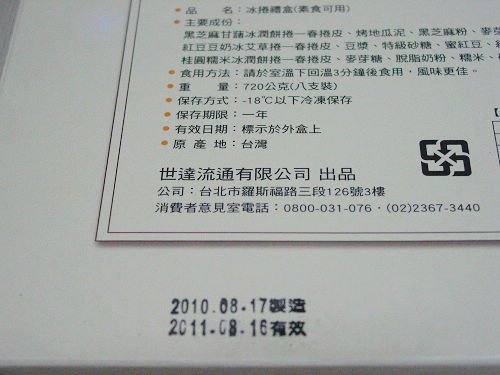 品　　名：冰捲禮盒(素食可用)
主要成份：
黑芝麻甘藷冰潤餅捲─春捲皮、烤地瓜泥、黑芝麻粉、麥芽
紅豆豆奶冰艾草捲─春捲皮、豆漿、特級砂糖、蜜紅豆、
桂圓糯米冰潤餅捲─春捲皮、麥芽糖、脫脂奶粉、糯米、
食用方法：請於室溫下回溫3分鐘後食用，風味更佳。
重　　量：720公克(八支裝)
保存方式：-18℃以下冷凍保存
保存期限：一年
有效日期：標示於外盒上
原 產 地：台灣
世達流通有限公司 出品
公司：台北市羅斯福路三段126號3樓
消費者意見室電話：0800-031-076．(02)2367-3440
2010.08-17製造
2011-08-16有效